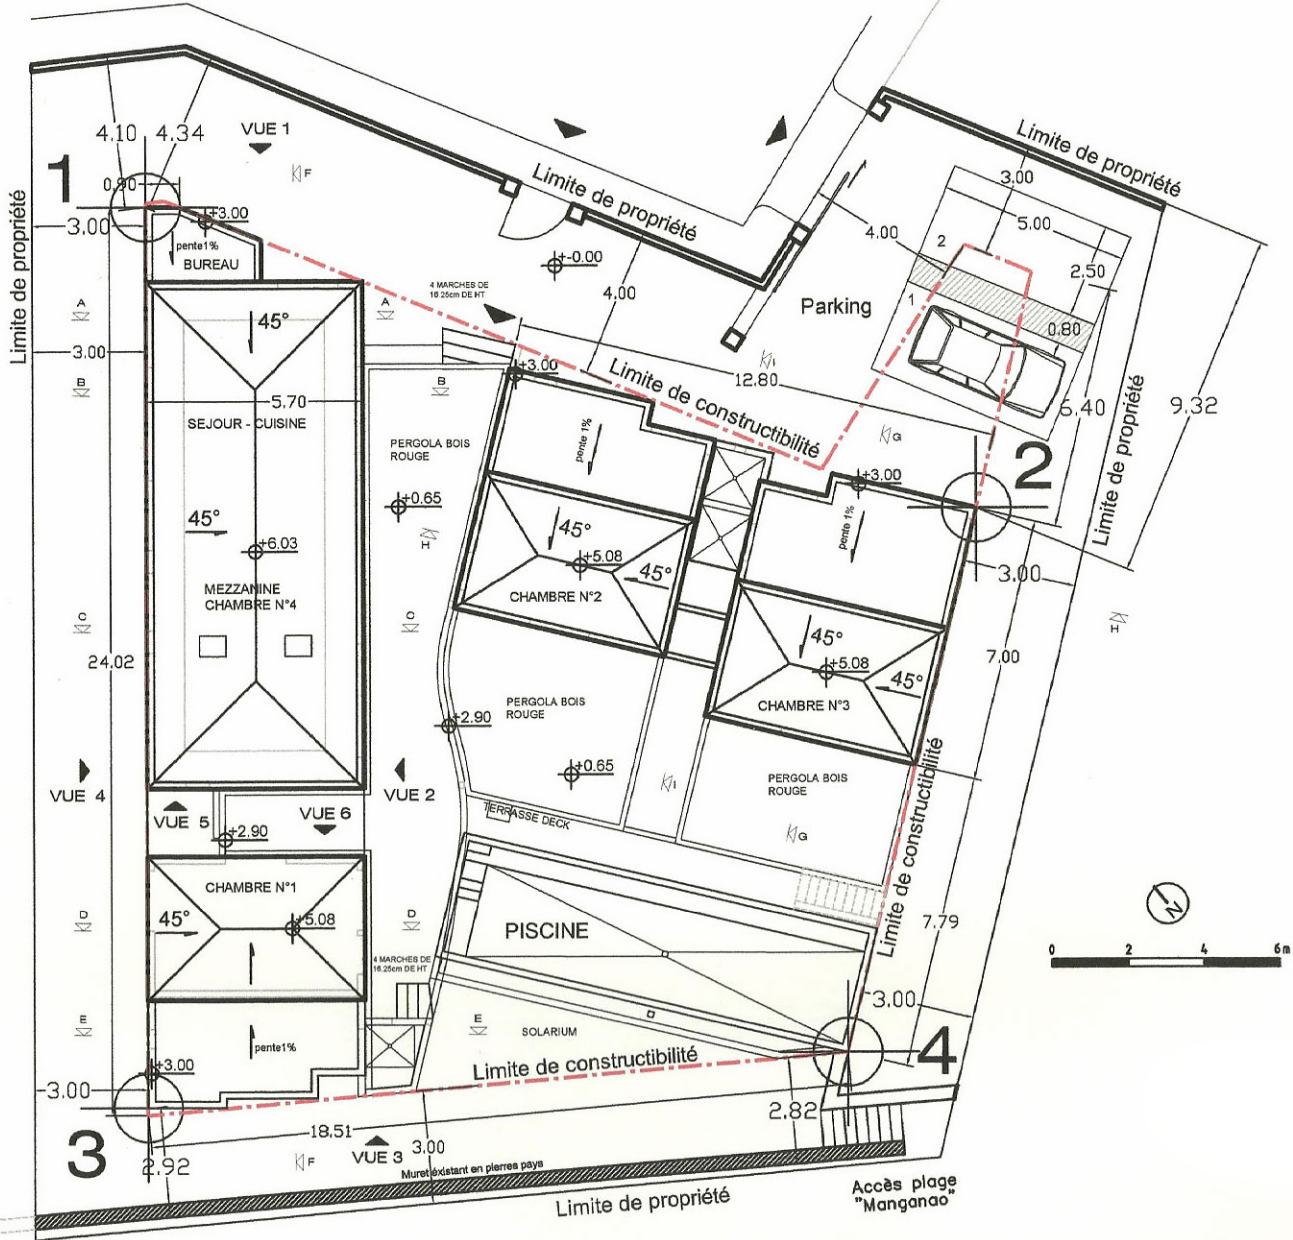 4.10
4.34
VUE 1
F
1
0.90
3.00
+3.00
pente1%
BUREAU
Limite de propriété
Limite de propriété
Limite de propriété
3.00
4.00
5.00
2
2.50
1
0.80
Parking
+-0.00
4 MARCHES DE
16.25cm DE HT
4.00
A
A
45°
3.00
B
B
5.70
SEJOUR - CUISINE
+3.00
Limite de constructibilité
12.80
I
G
6.40
9.32
Limite de propriété
2
PERGOLA BOIS
ROUGE
+0.65
H
45°
+6.03
MEZZANINE
CHAMBRE N°4
pente 1%
45°
+5.08
45°
CHAMBRE N°2
+3.00
pente 1%
3.00
H
C
C
24.02
45°
+5.08
45°
CHAMBRE N°3
7.00
PERGOLA BOIS
ROUGE
+2.90
+0.65
I
PERGOLA BOIS
ROUGE
G
Limite de constructibilité
VUE 4
VUE 2
VUE 5
VUE 6
+2.90
TERRASSE DECK
CHAMBRE N°1
45°
+5.08
D
D
PISCINE
7.79
N
0 2 4 6m
4 MARCHES DE
16.25cm DE HT
3.00
E
E
SOLARIUM
pente1%
+3.00
Limite de constructibilité
4
3.00
3
2.92
18.51
3.00
2.82
F
VUE 3
Muret existant en pierres pays
Limite de propriété
Accès plage
"Manganao"